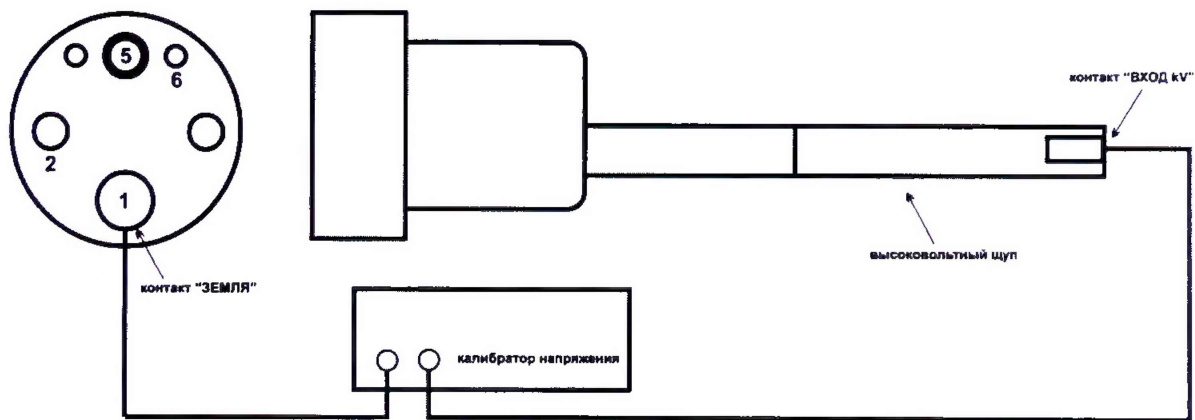 5
6
2
1
контакт "ЗЕМЛЯ"
контакт "ВХОД kV"
высоковольтный щуп
калибратор напряжения